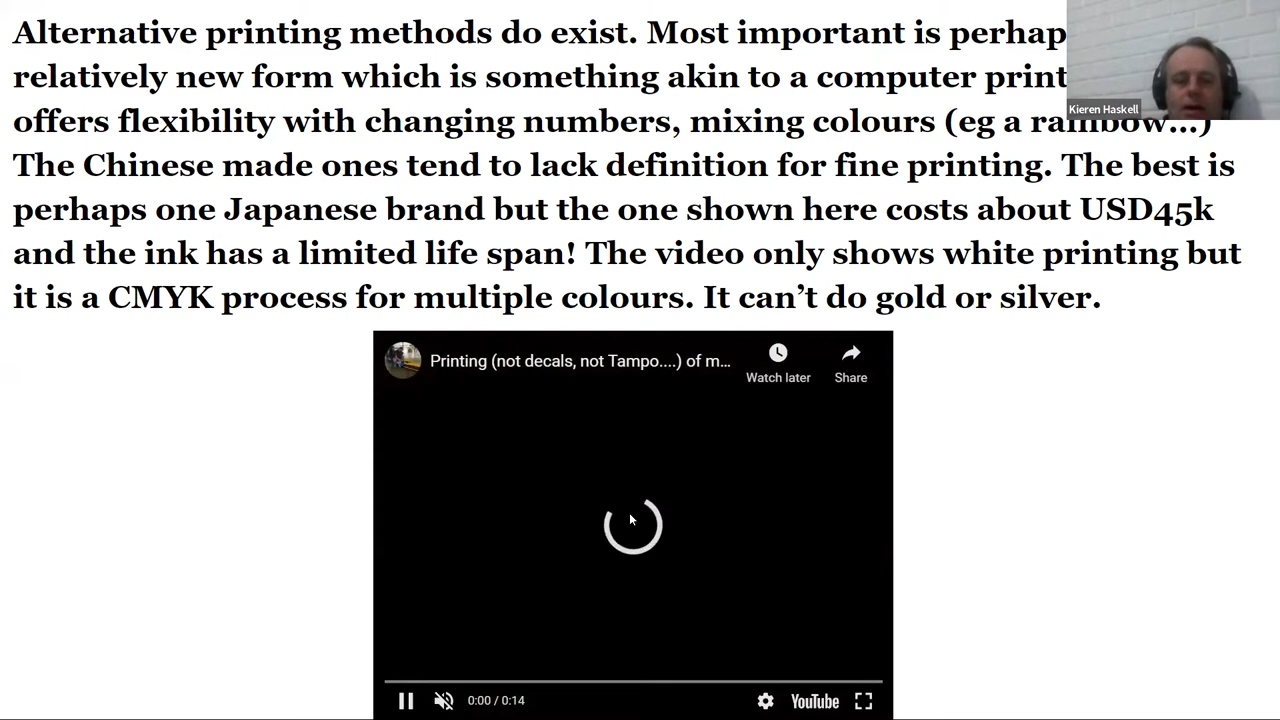 Alternative printing methods do exist. Most important is perhap
relatively new form which is something akin to a computer print
offers flexibility with changing numbers, mixing colours (eg a rainbow...)
The Chinese made ones tend to lack definition for fine printing. The best is
perhaps one Japanese brand but the one shown here costs about USD45k
and the ink has a limited life span! The video only shows white printing but
it is a CMYK process for multiple colours. It can’t do gold or silver.
Kieren Haskell
Printing (not decals, not Tampo....) of m...
Watch later
Share
0:00 / 0:14
YouTube